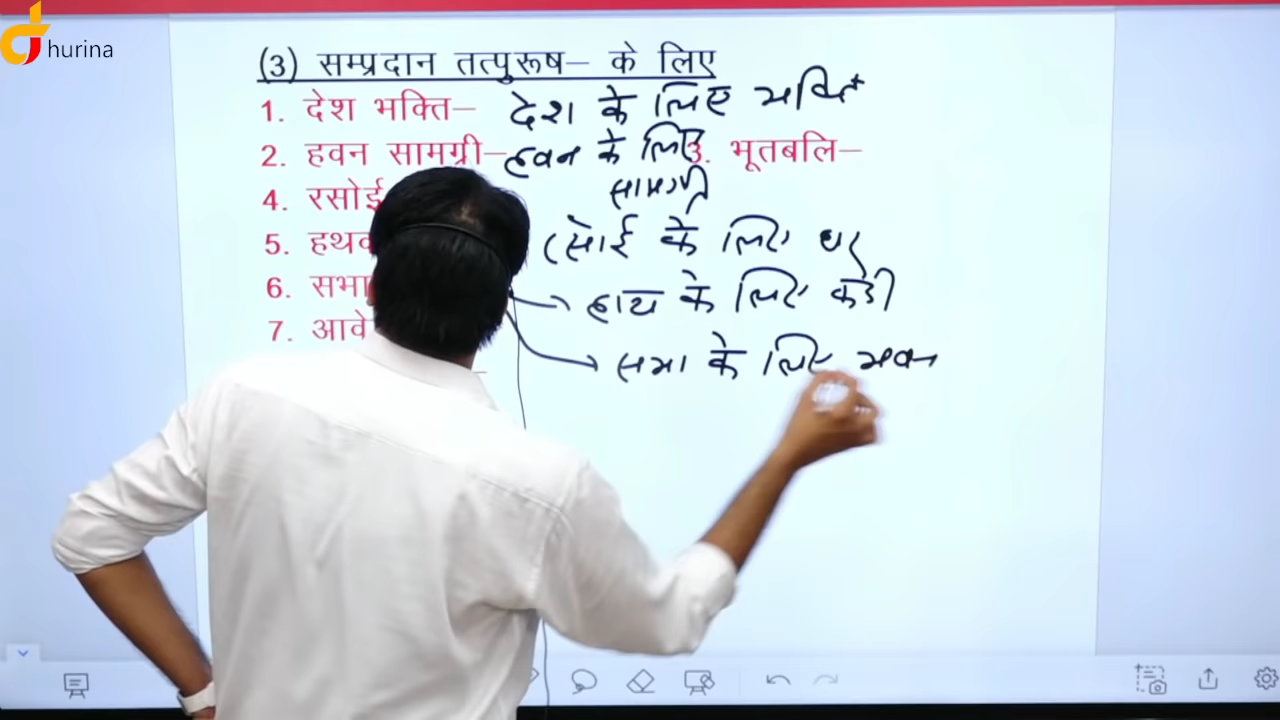 hurina
(3) सम्प्रदान तत्पुरूष– के लिए
1. देश भक्ति– देश के लिए भक्ति
2. हवन सामग्री– हवन के लिए 3. भूतबलि–
सामग्री
4. रसोई
रसोई के लिए घर
5. हथक
हाथ के लिए कडी
6. सभा
7. आवे
सभा के लिए भवन